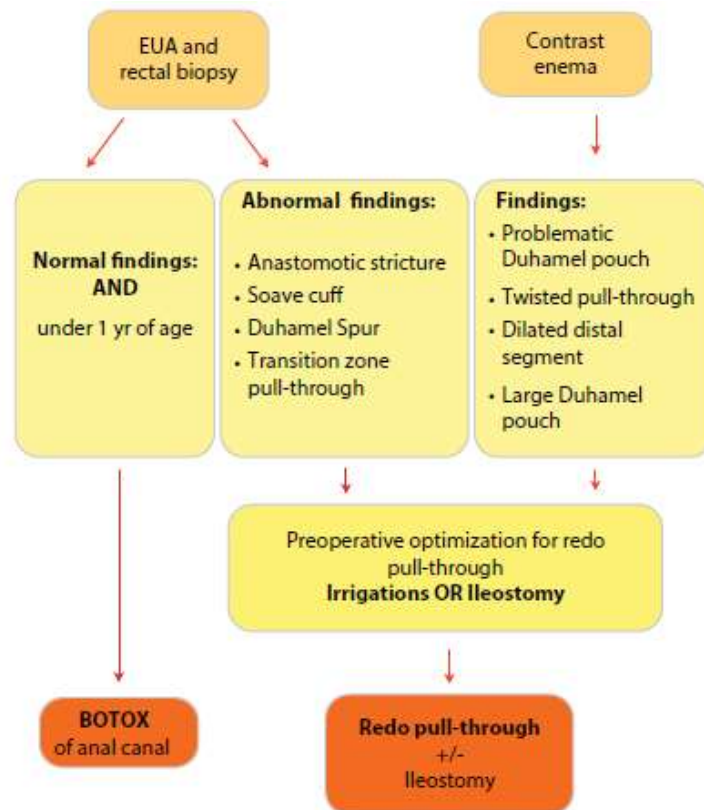 EUA and
rectal biopsy
Contrast
enema
Normal findings:
AND
under 1 yr of age
Abnormal findings:
• Anastomotic stricture
• Soave cuff
• Duhamel Spur
• Transition zone
pull-through
Findings:
• Problematic
Duhamel pouch
• Twisted pull-through
• Dilated distal
segment
• Large Duhamel
pouch
Preoperative optimization for redo
pull-through
Irrigations OR Ileostomy
BOTOX
of anal canal
Redo pull-through
+/-
Ileostomy